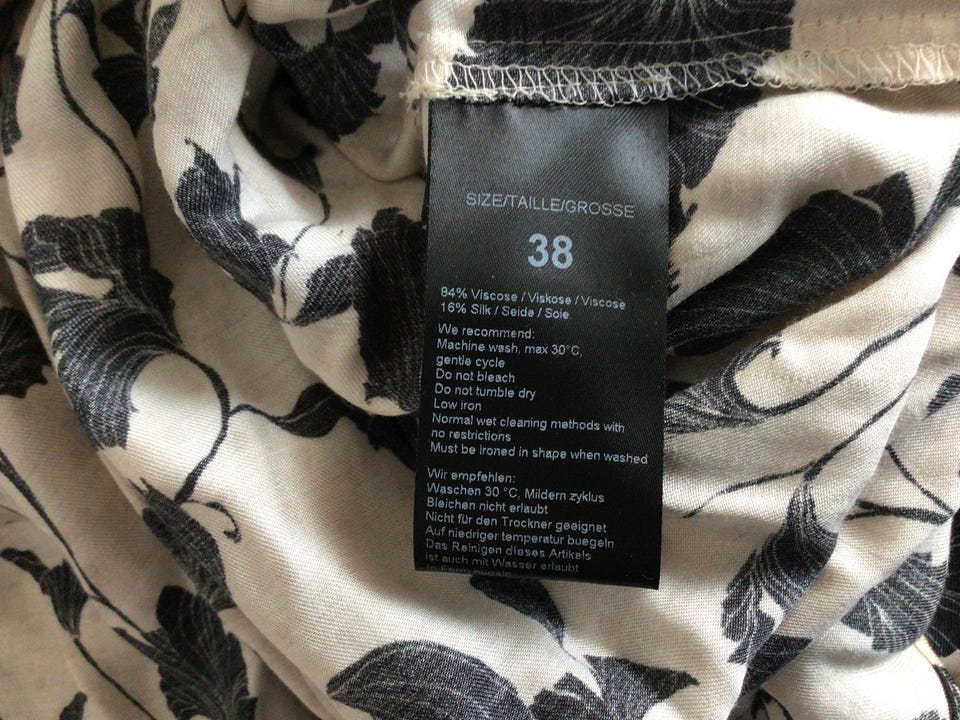 SIZE/TAILLE/GROSSE
38
84% Viscose / Viskose / Viscose
16% Silk / Seide / Soie
We recommend:
Machine wash, max 30°C,
gentle cycle
Do not bleach
Do not tumble dry
Low iron
Normal wet cleaning methods with
no restrictions
Must be ironed in shape when washed
Wir empfehlen:
Waschen 30 °C, Mildern zyklus
Bleichen nicht erlaubt
Nicht für den Trockner geeignet
Auf niedriger temperatur buegeln
Das Reinigen dieses Artikels
ist auch mit Wasser erlaubt